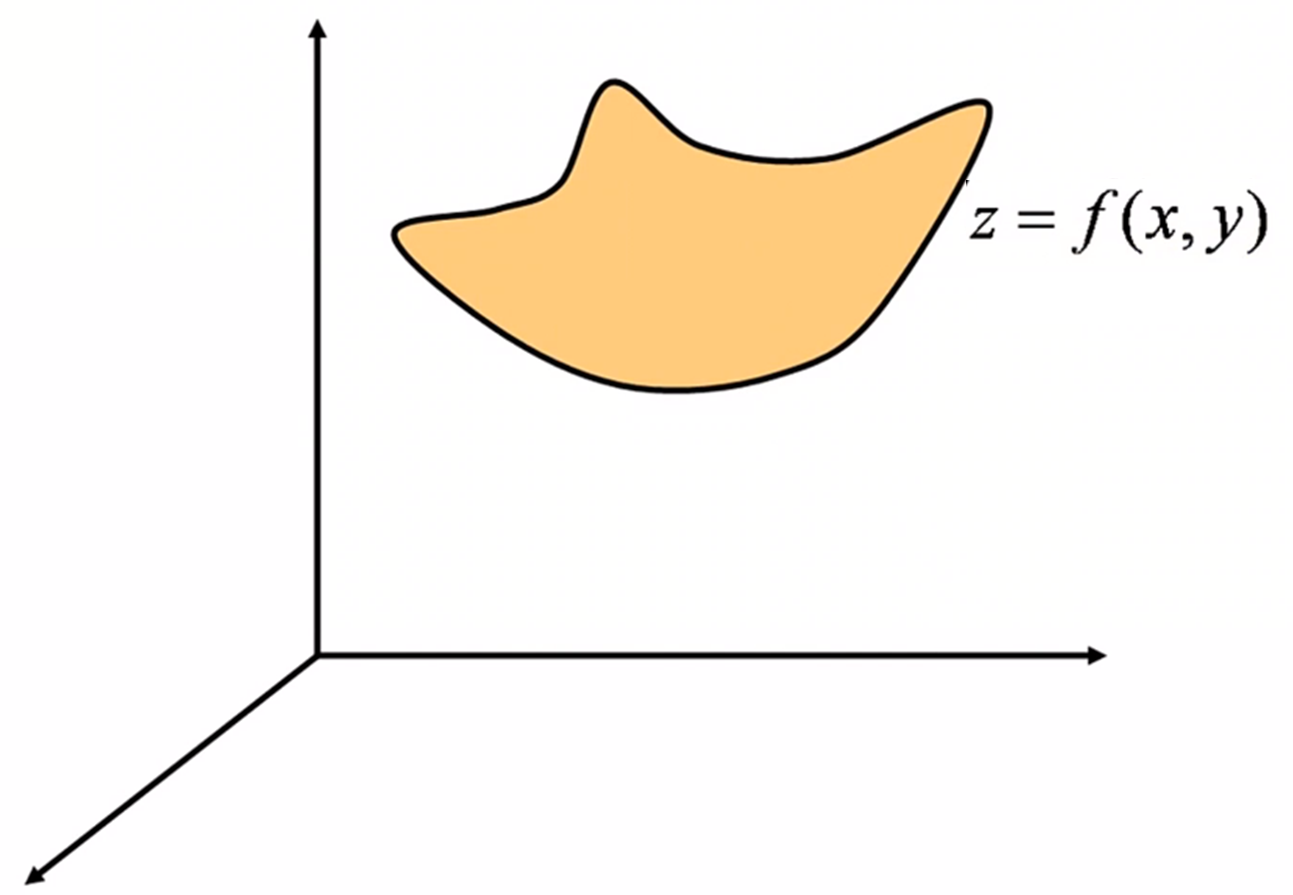 z = f(x, y)